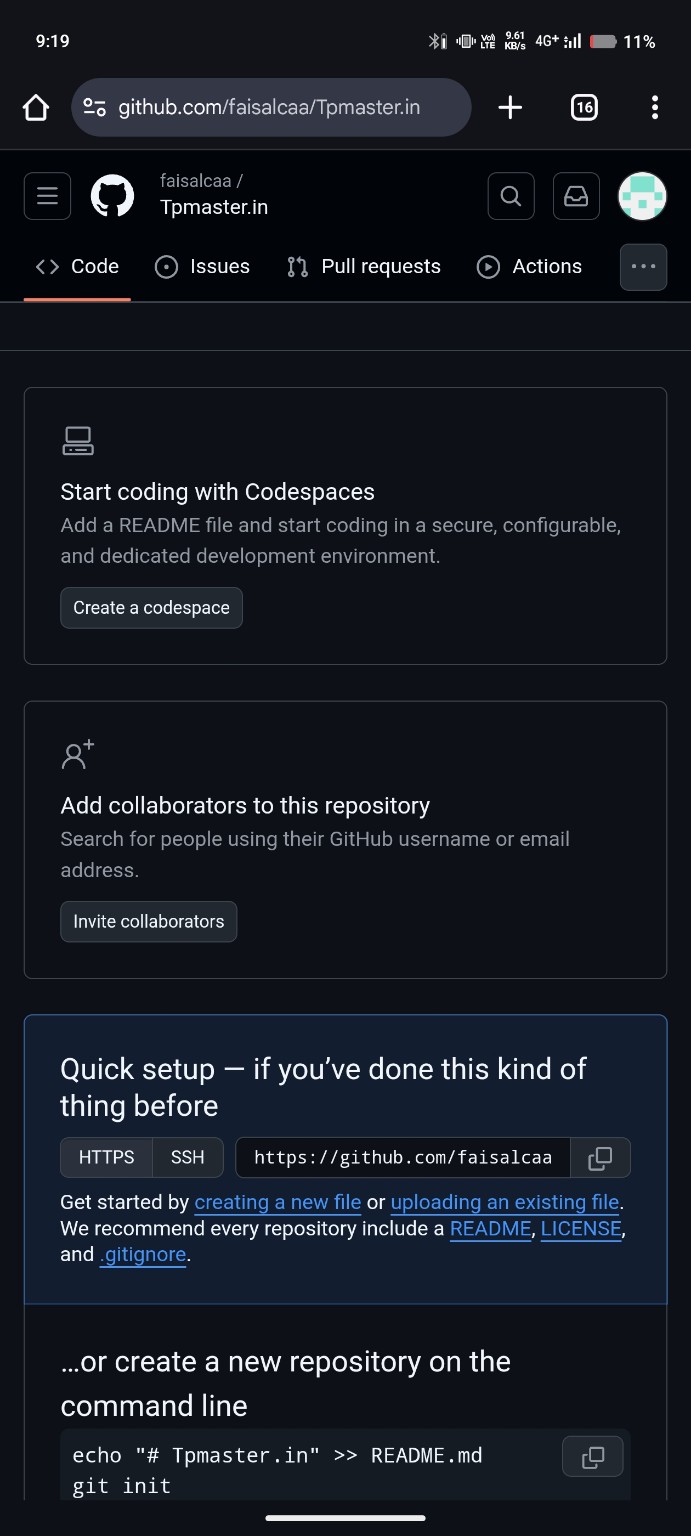 9:19
Vo)) LTE
9.61 KB/s
4G+
11%
github.com/faisalcaa/Tpmaster.in
16
faisalcaa /
Tpmaster.in
Code
Issues
Pull requests
Actions
Start coding with Codespaces
Add a README file and start coding in a secure, configurable,
and dedicated development environment.
Create a codespace
Add collaborators to this repository
Search for people using their GitHub username or email
address.
Invite collaborators
Quick setup — if you’ve done this kind of
thing before
HTTPS
SSH
https://github.com/faisalcaa
Get started by creating a new file or uploading an existing file.
We recommend every repository include a README, LICENSE,
and .gitignore.
…or create a new repository on the
command line
echo "# Tpmaster.in" >> README.md
git init